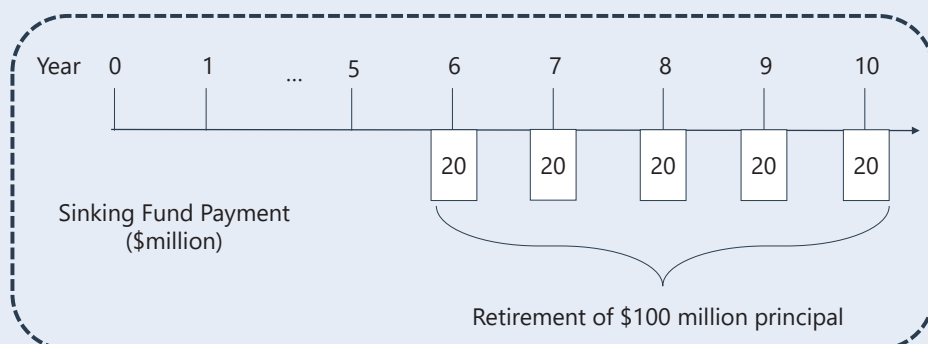 Year 0 1 ... 5 6 7 8 9 10
20 20 20 20 20
Sinking Fund Payment
($million)
Retirement of $100 million principal